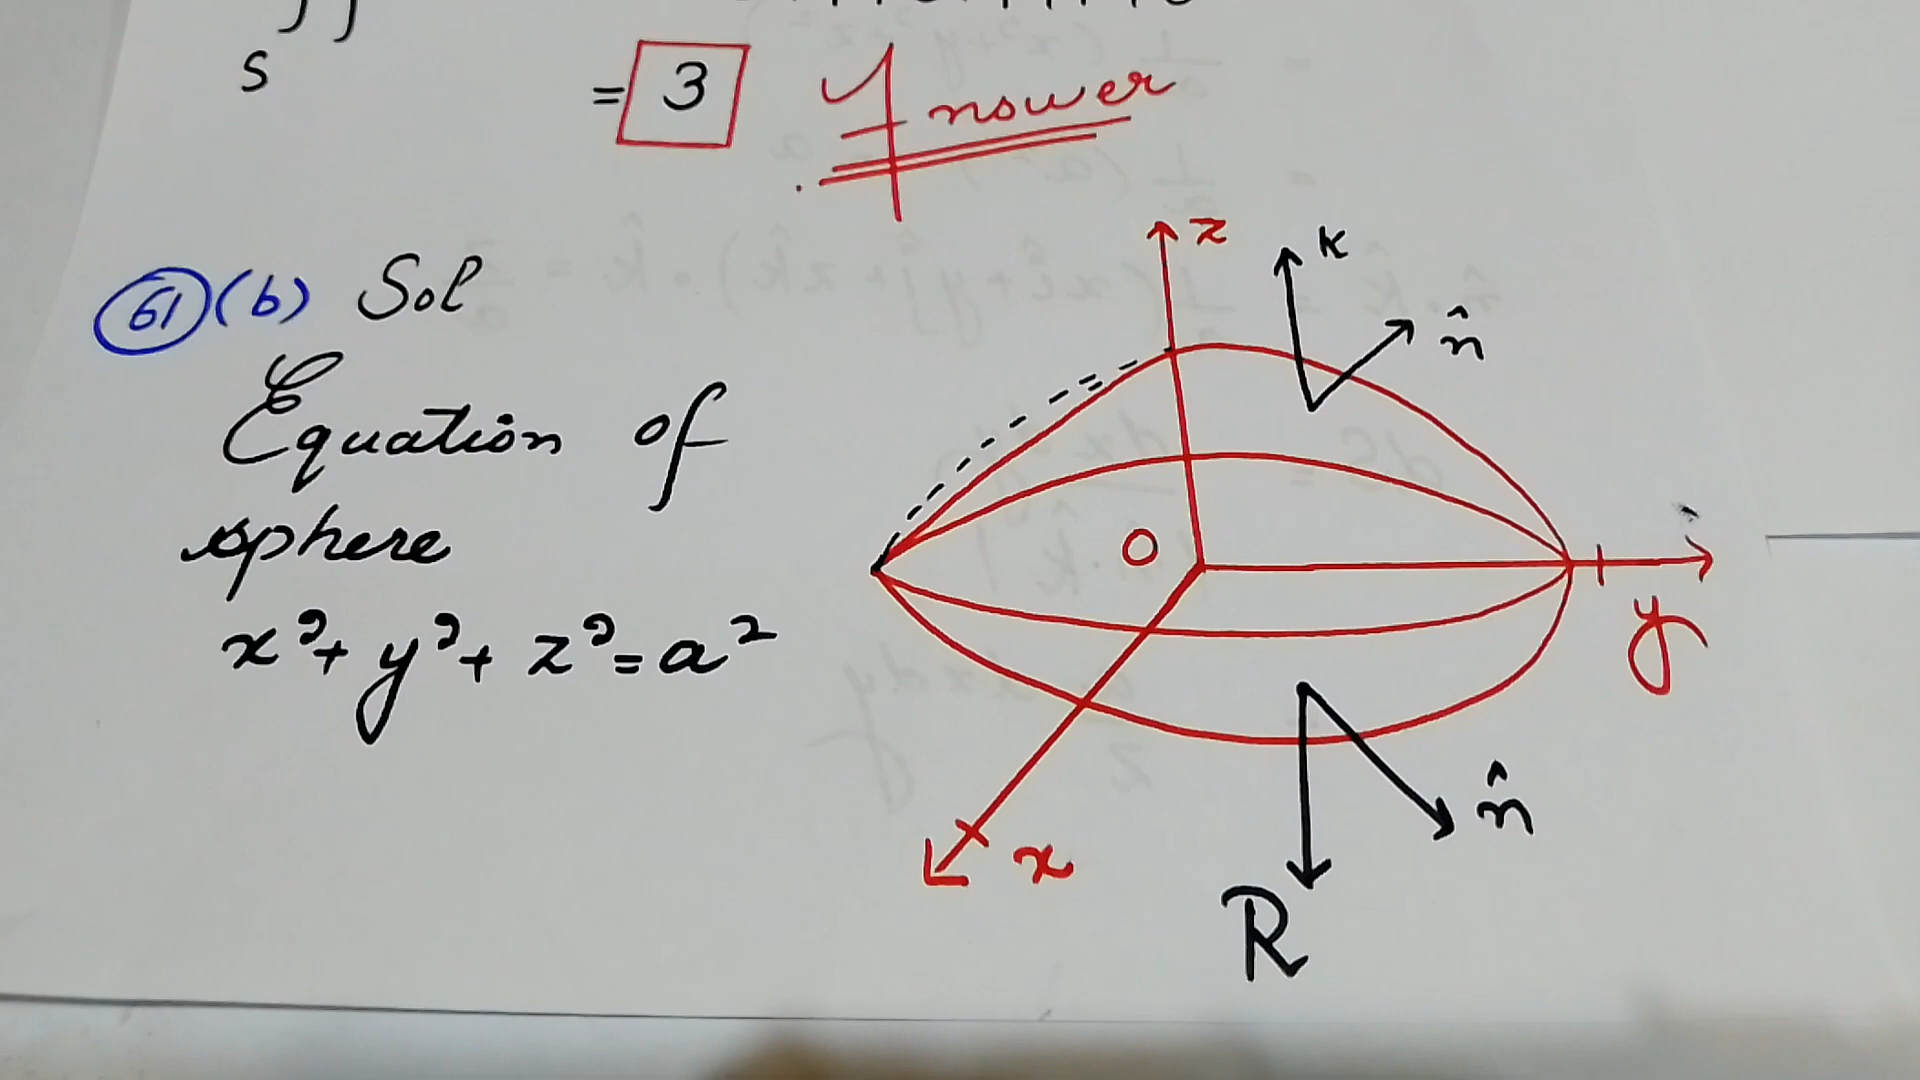 S
= 3 Answer
61 (b) Sol
Equation of
sphere
x²+ y²+ z²= a²
z
k
n̂
O
y
x
n̂
R